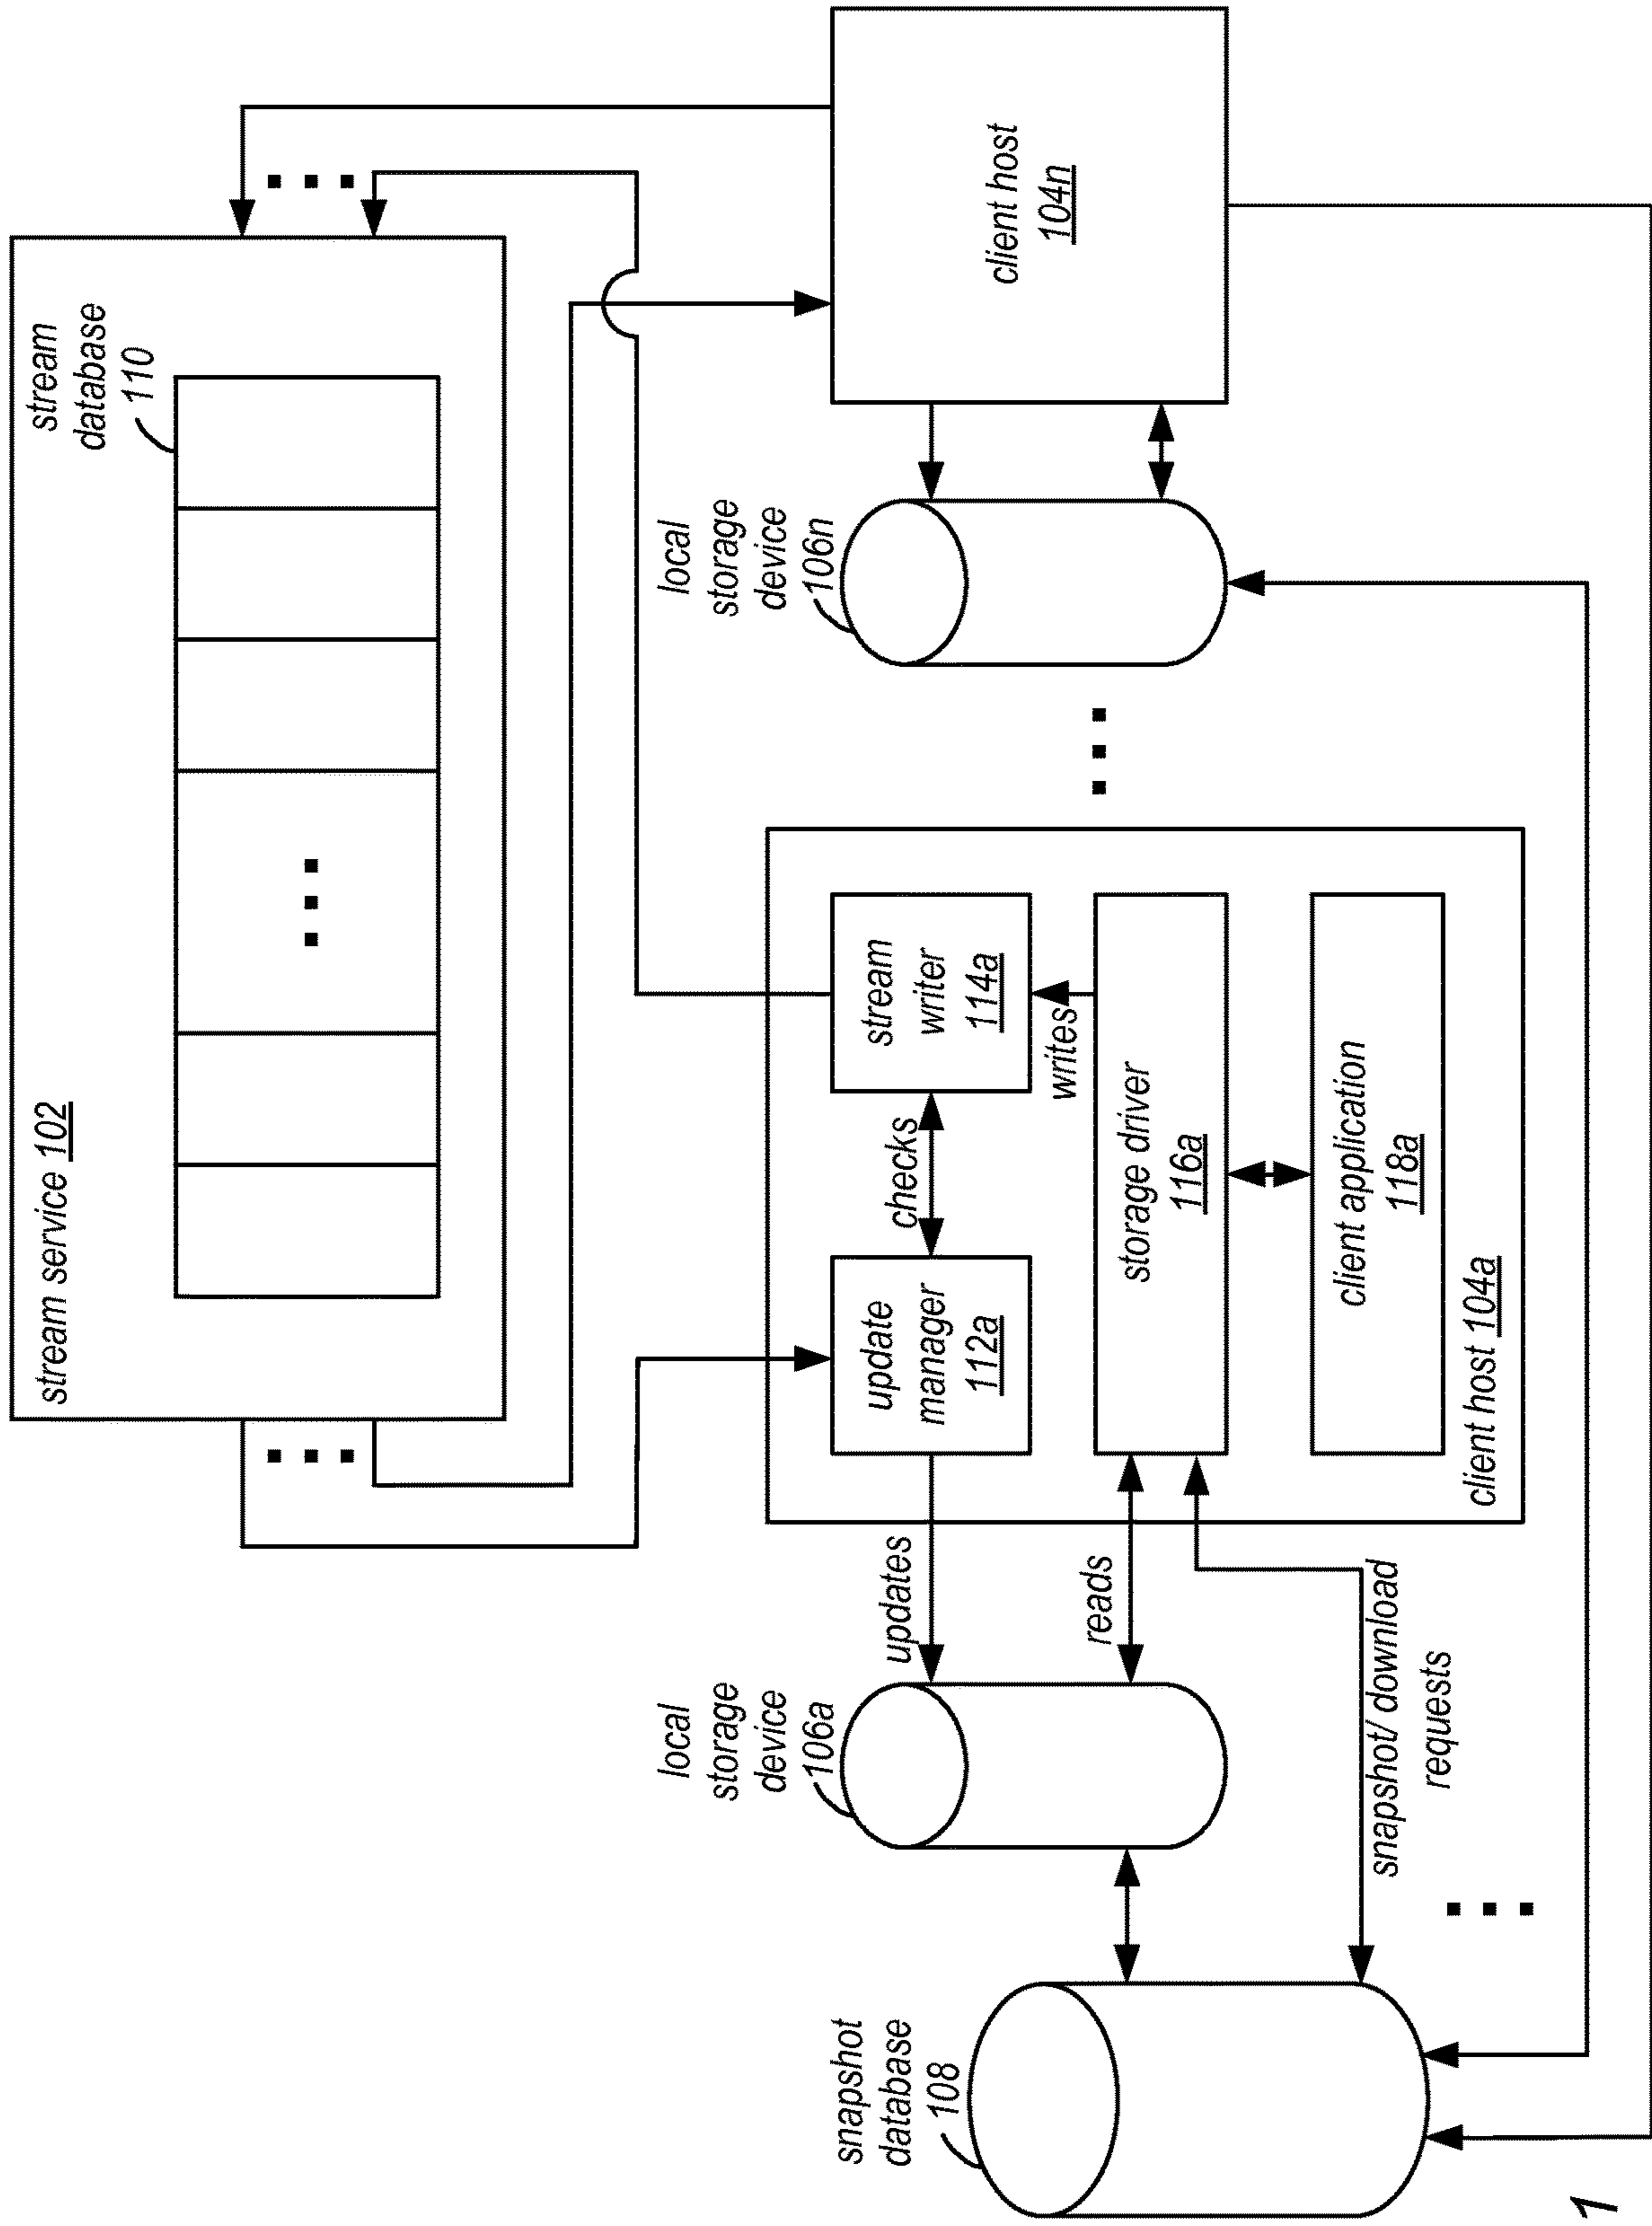 stream service 102
stream
database
110
update
manager
112a
checks
stream
writer
114a
writes
storage driver
116a
client application
118a
client host 104a
updates
reads
local
storage
device
106a
snapshot/ download
requests
snapshot
database
108
local
storage
device
106n
client host
104n
1